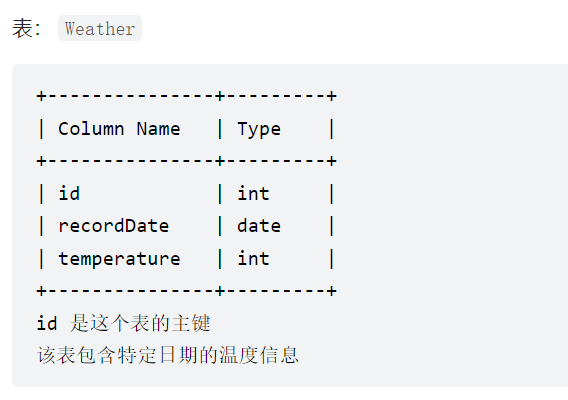 表： Weather
+---------------+---------+
| Column Name   | Type    |
+---------------+---------+
| id            | int     |
| recordDate    | date    |
| temperature   | int     |
+---------------+---------+
id 是这个表的主键
该表包含特定日期的温度信息